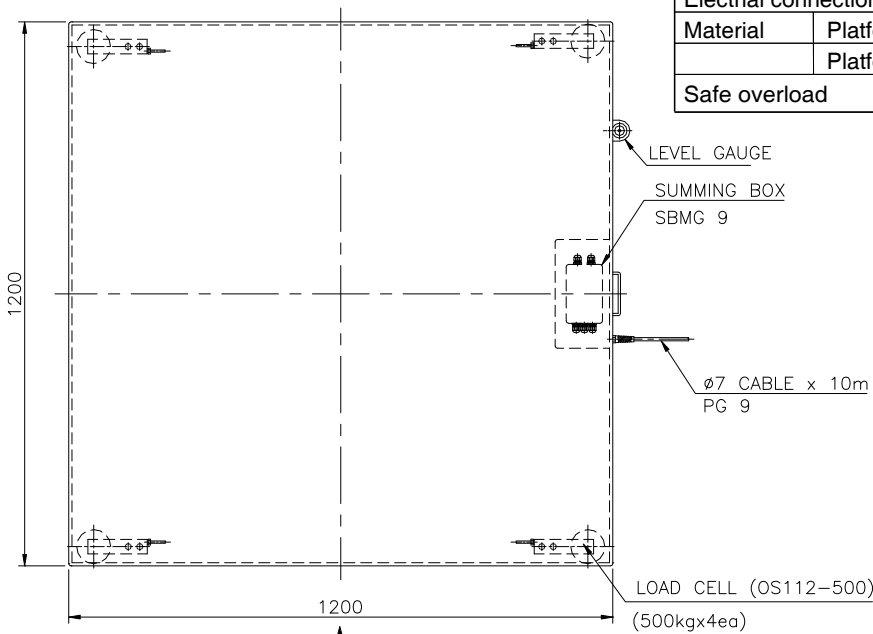 Electrial connection
Material Platf
Platf
Safe overload
LEVEL GAUGE
SUMMING BOX
SBMG 9
1200
ø7 CABLE x 10m
PG 9
LOAD CELL (OS112-500)
1200
(500kgx4ea)